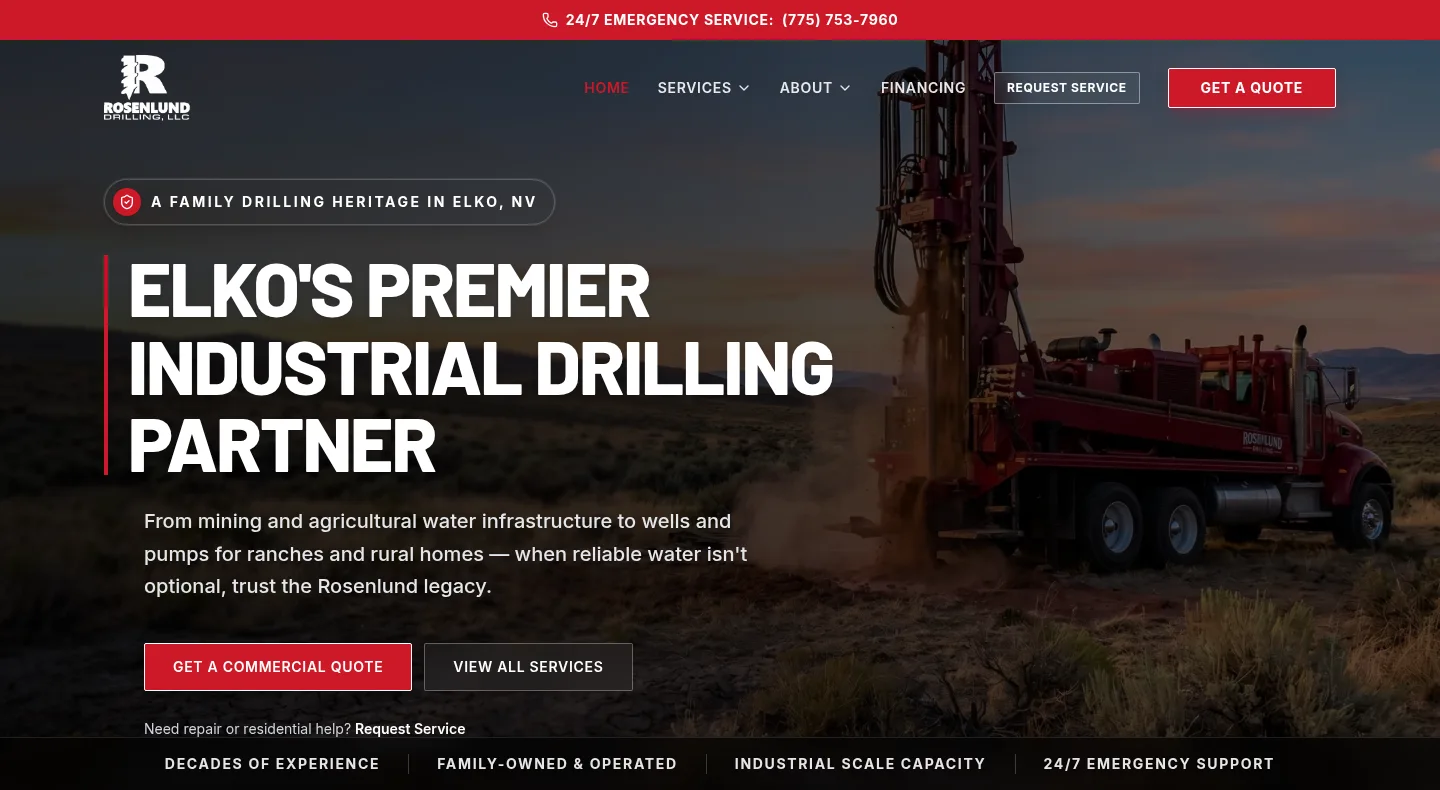 24/7 EMERGENCY SERVICE: (775) 753-7960
R
ROSENLUND
DRILLING, LLC
HOME
SERVICES
ABOUT
FINANCING
REQUEST SERVICE
GET A QUOTE
A FAMILY DRILLING HERITAGE IN ELKO, NV
ELKO'S PREMIER
INDUSTRIAL DRILLING
PARTNER
ROSENLUND
From mining and agricultural water infrastructure to wells and
pumps for ranches and rural homes — when reliable water isn't
optional, trust the Rosenlund legacy.
GET A COMMERCIAL QUOTE
VIEW ALL SERVICES
Need repair or residential help? Request Service
DECADES OF EXPERIENCE
FAMILY-OWNED & OPERATED
INDUSTRIAL SCALE CAPACITY
24/7 EMERGENCY SUPPORT